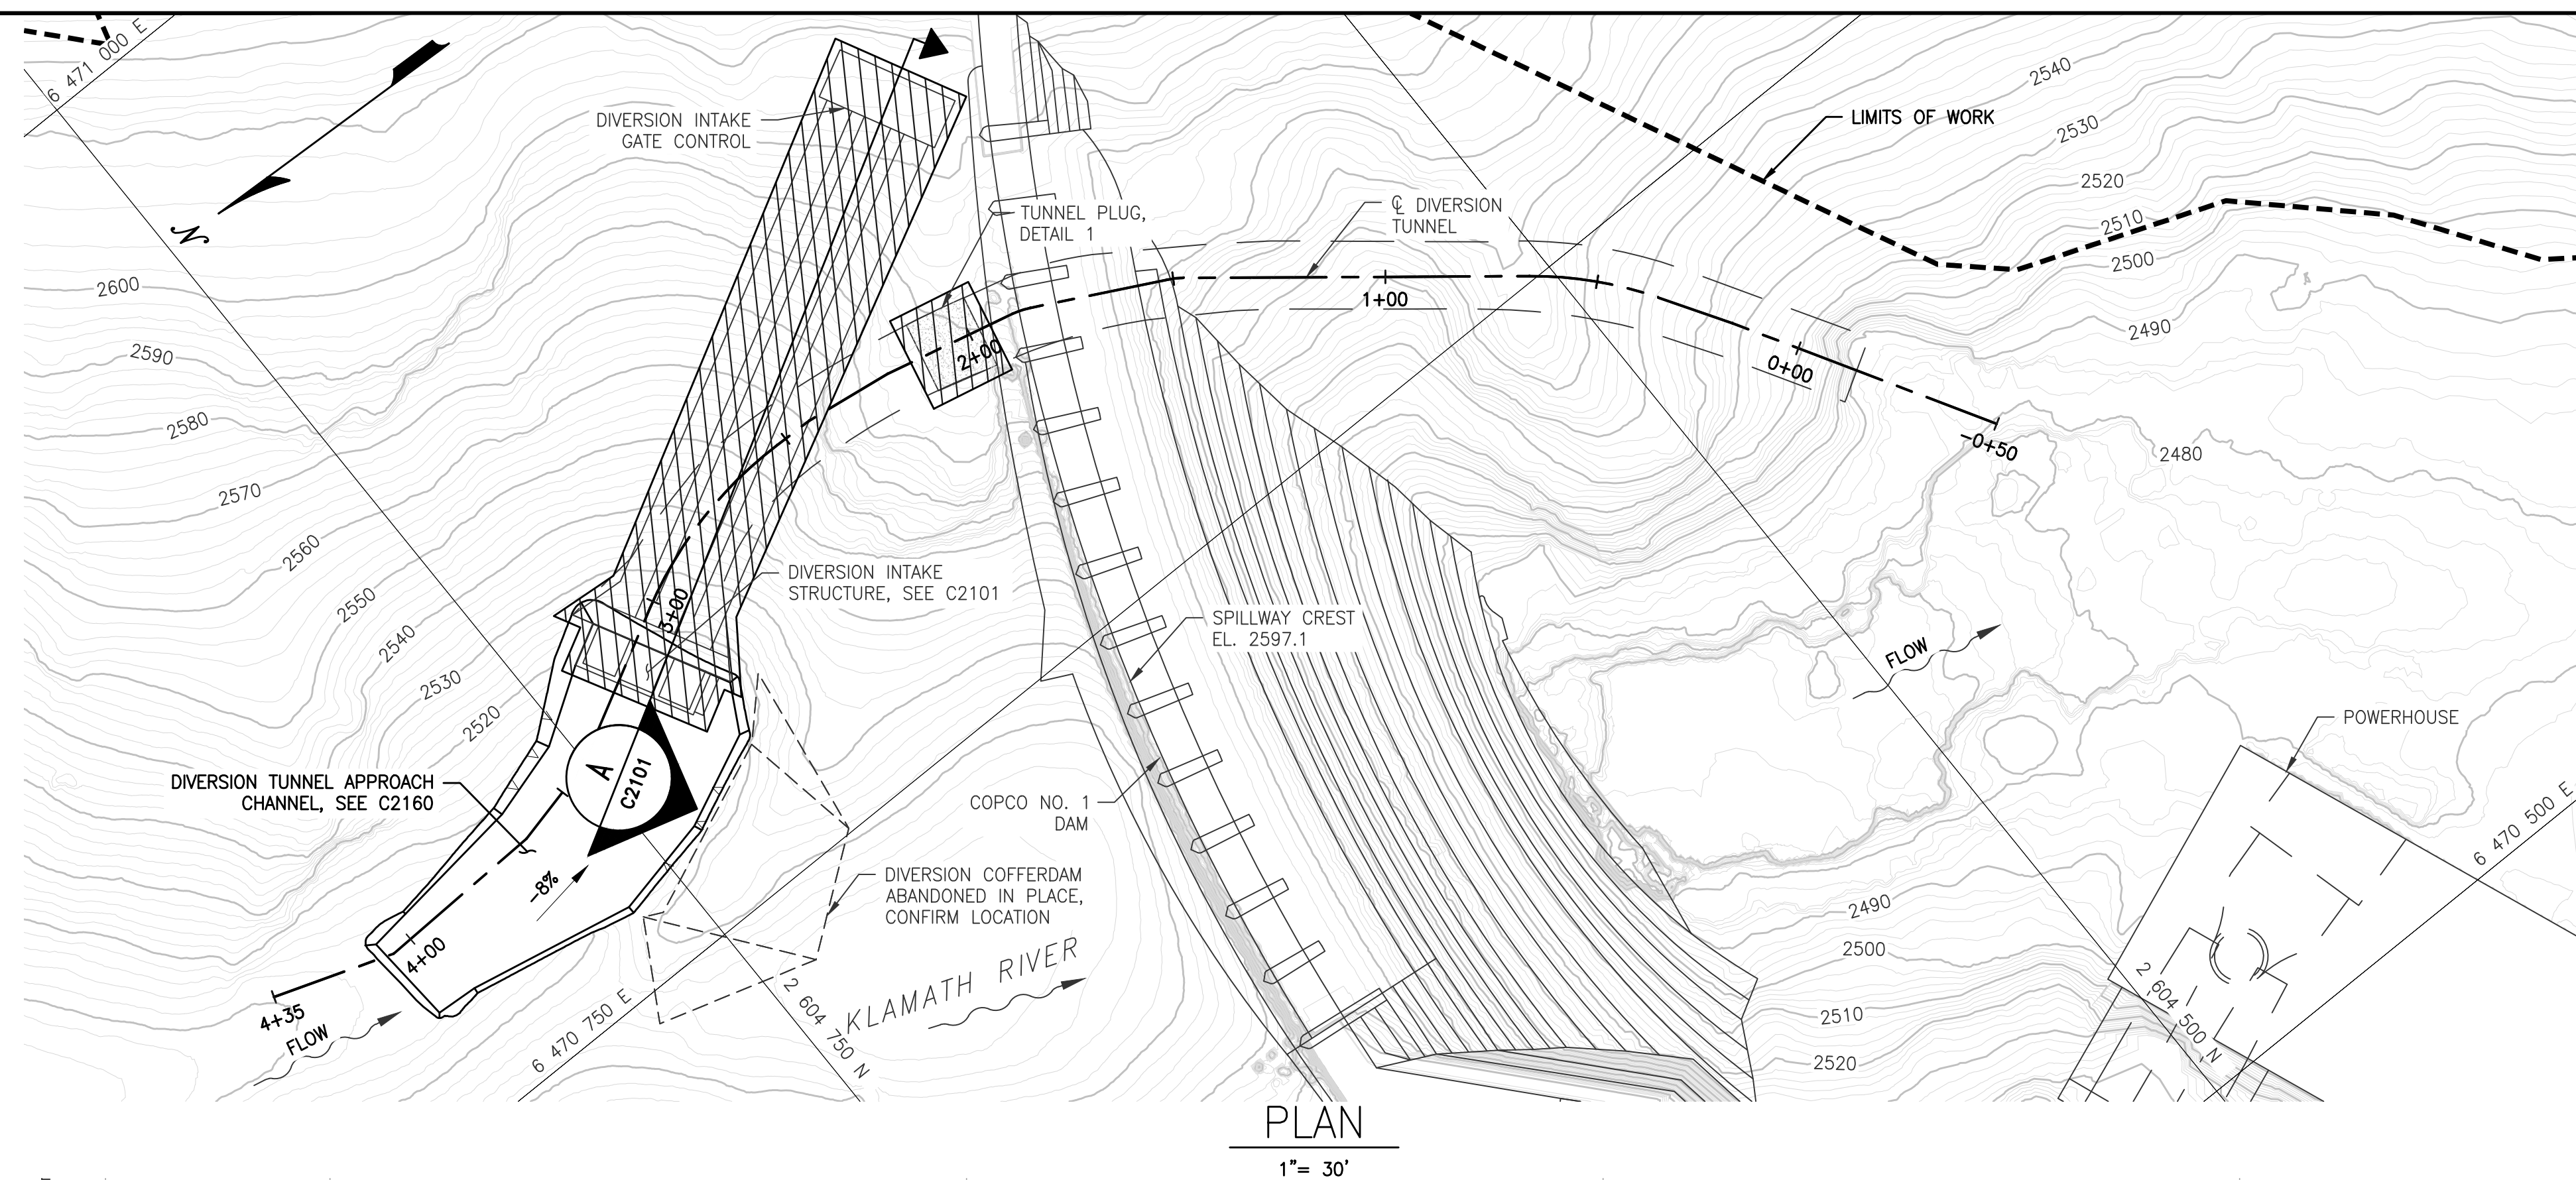 6 471 000 E
N
DIVERSION INTAKE
GATE CONTROL
TUNNEL PLUG,
DETAIL 1
℄ DIVERSION
TUNNEL
LIMITS OF WORK
2540
2530
2520
2510
2500
2490
2480
2600
2590
2580
2570
2560
2550
2540
2530
2520
1+00
2+00
0+00
-0+50
3+00
DIVERSION INTAKE
STRUCTURE, SEE C2101
SPILLWAY CREST
EL. 2597.1
FLOW
POWERHOUSE
A
C2101
DIVERSION TUNNEL APPROACH
CHANNEL, SEE C2160
-8%
COPCO NO. 1
DAM
DIVERSION COFFERDAM
ABANDONED IN PLACE,
CONFIRM LOCATION
KLAMATH RIVER
4+00
4+35
FLOW
6 470 750 E
2 604 750 N
2490
2500
2510
2520
2 604 500 N
6 470 500 E
PLAN
1"= 30'